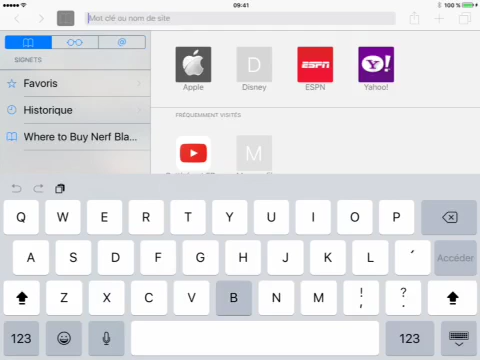 09:41
100 %
Mot clé ou nom de site
@
SIGNETS
Favoris
Historique
Where to Buy Nerf Bla...
Apple
D
Disney
ESPN
ESPN
Y!
Yahoo!
FRÉQUEMMENT VISITÉS
M
Q W E R T Y U I O P
A S D F G H J K L ´ Accéder
Z X C V B N M ! , ? .
123 123